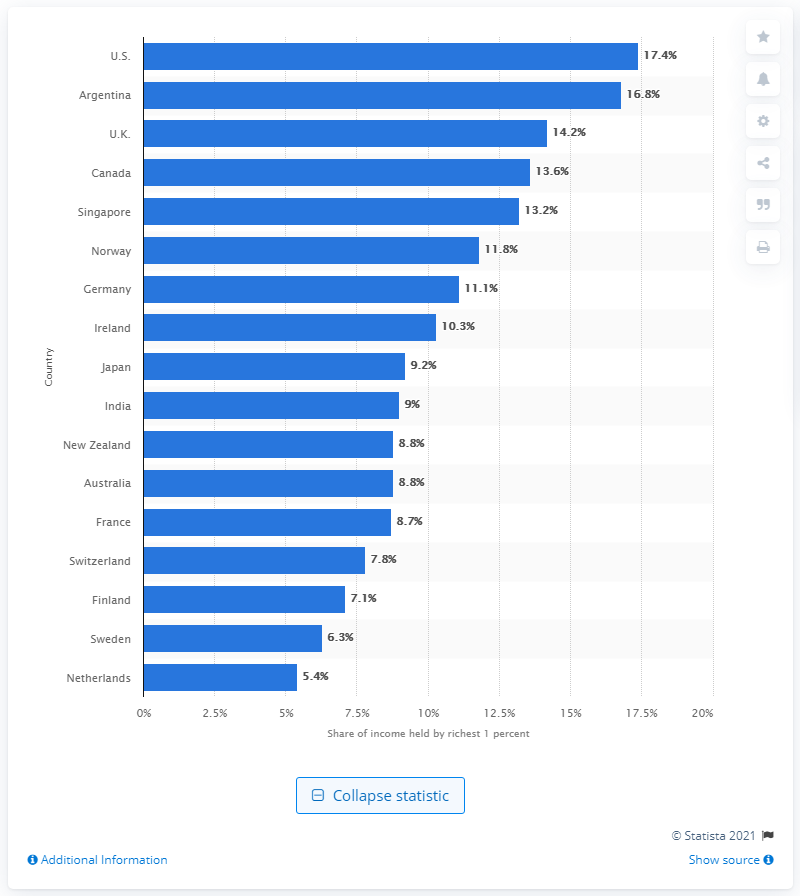 U.S. 17.4%
Argentina 16.8%
U.K. 14.2%
Canada 13.6%
Singapore 13.2%
Norway 11.8%
Germany 11.1%
Ireland 10.3%
Country
Japan 9.2%
India 9%
New Zealand 8.8%
Australia 8.8%
France 8.7%
Switzerland 7.8%
Finland 7.1%
Sweden 6.3%
Netherlands 5.4%
0% 2.5% 5% 7.5% 10% 12.5% 15% 17.5% 20%
Share of income held by richest 1 percent
Collapse statistic
© Statista 2021
Additional Information Show source